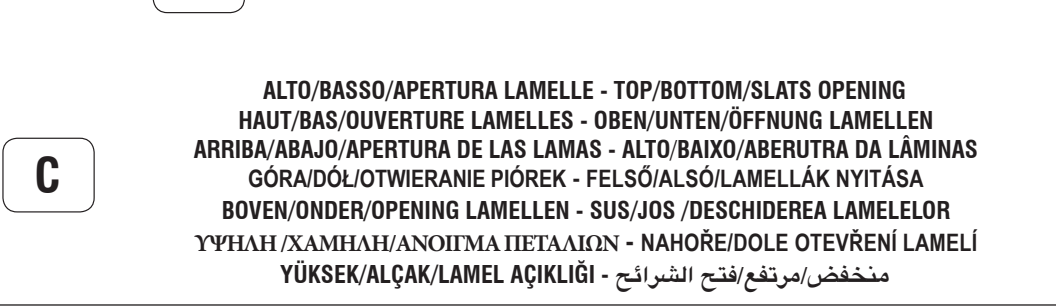 ALTO/BASSO/APERTURA LAMELLE - TOP/BOTTOM/SLATS OPENING
HAUT/BAS/OUVERTURE LAMELLES - OBEN/UNTEN/ÖFFNUNG LAMELLEN
C
ARRIBA/ABAJO/APERTURA DE LAS LAMAS - ALTO/BAIXO/ABERUTRA DA LÂMINAS
GÓRA/DÓŁ/OTWIERANIE PIÓREK - FELSŐ/ALSÓ/LAMELLÁK NYITÁSA
BOVEN/ONDER/OPENING LAMELLEN - SUS/JOS /DESCHIDEREA LAMELELOR
ΥΨΗΛΗ /ΧΑΜΗΛΗ/ΑΝΟΙΓΜΑ ΠΕΤΑΛΙΩΝ - NAHOŘE/DOLE OTEVŘENÍ LAMELÍ
YÜKSEK/ALÇAK/LAMEL AÇIKLIĞI - منخفض/مرتفع/فتح الشرائح